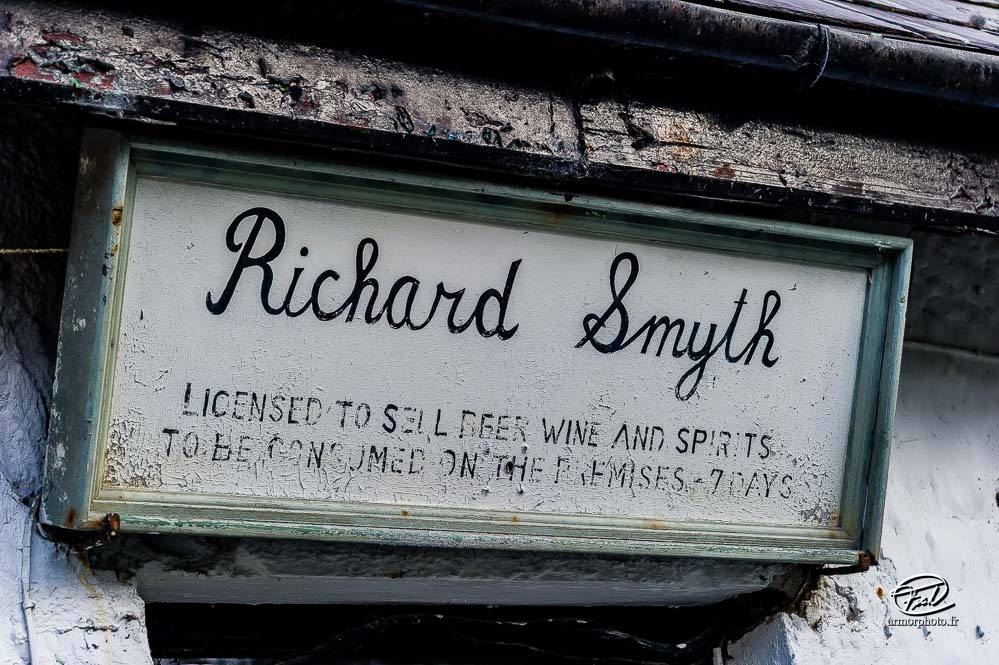 Richard Smyth
LICENSED TO SELL BEER WINE AND SPIRITS
TO BE CONSUMED ON THE PREMISES - 7 DAYS
armorphoto.fr